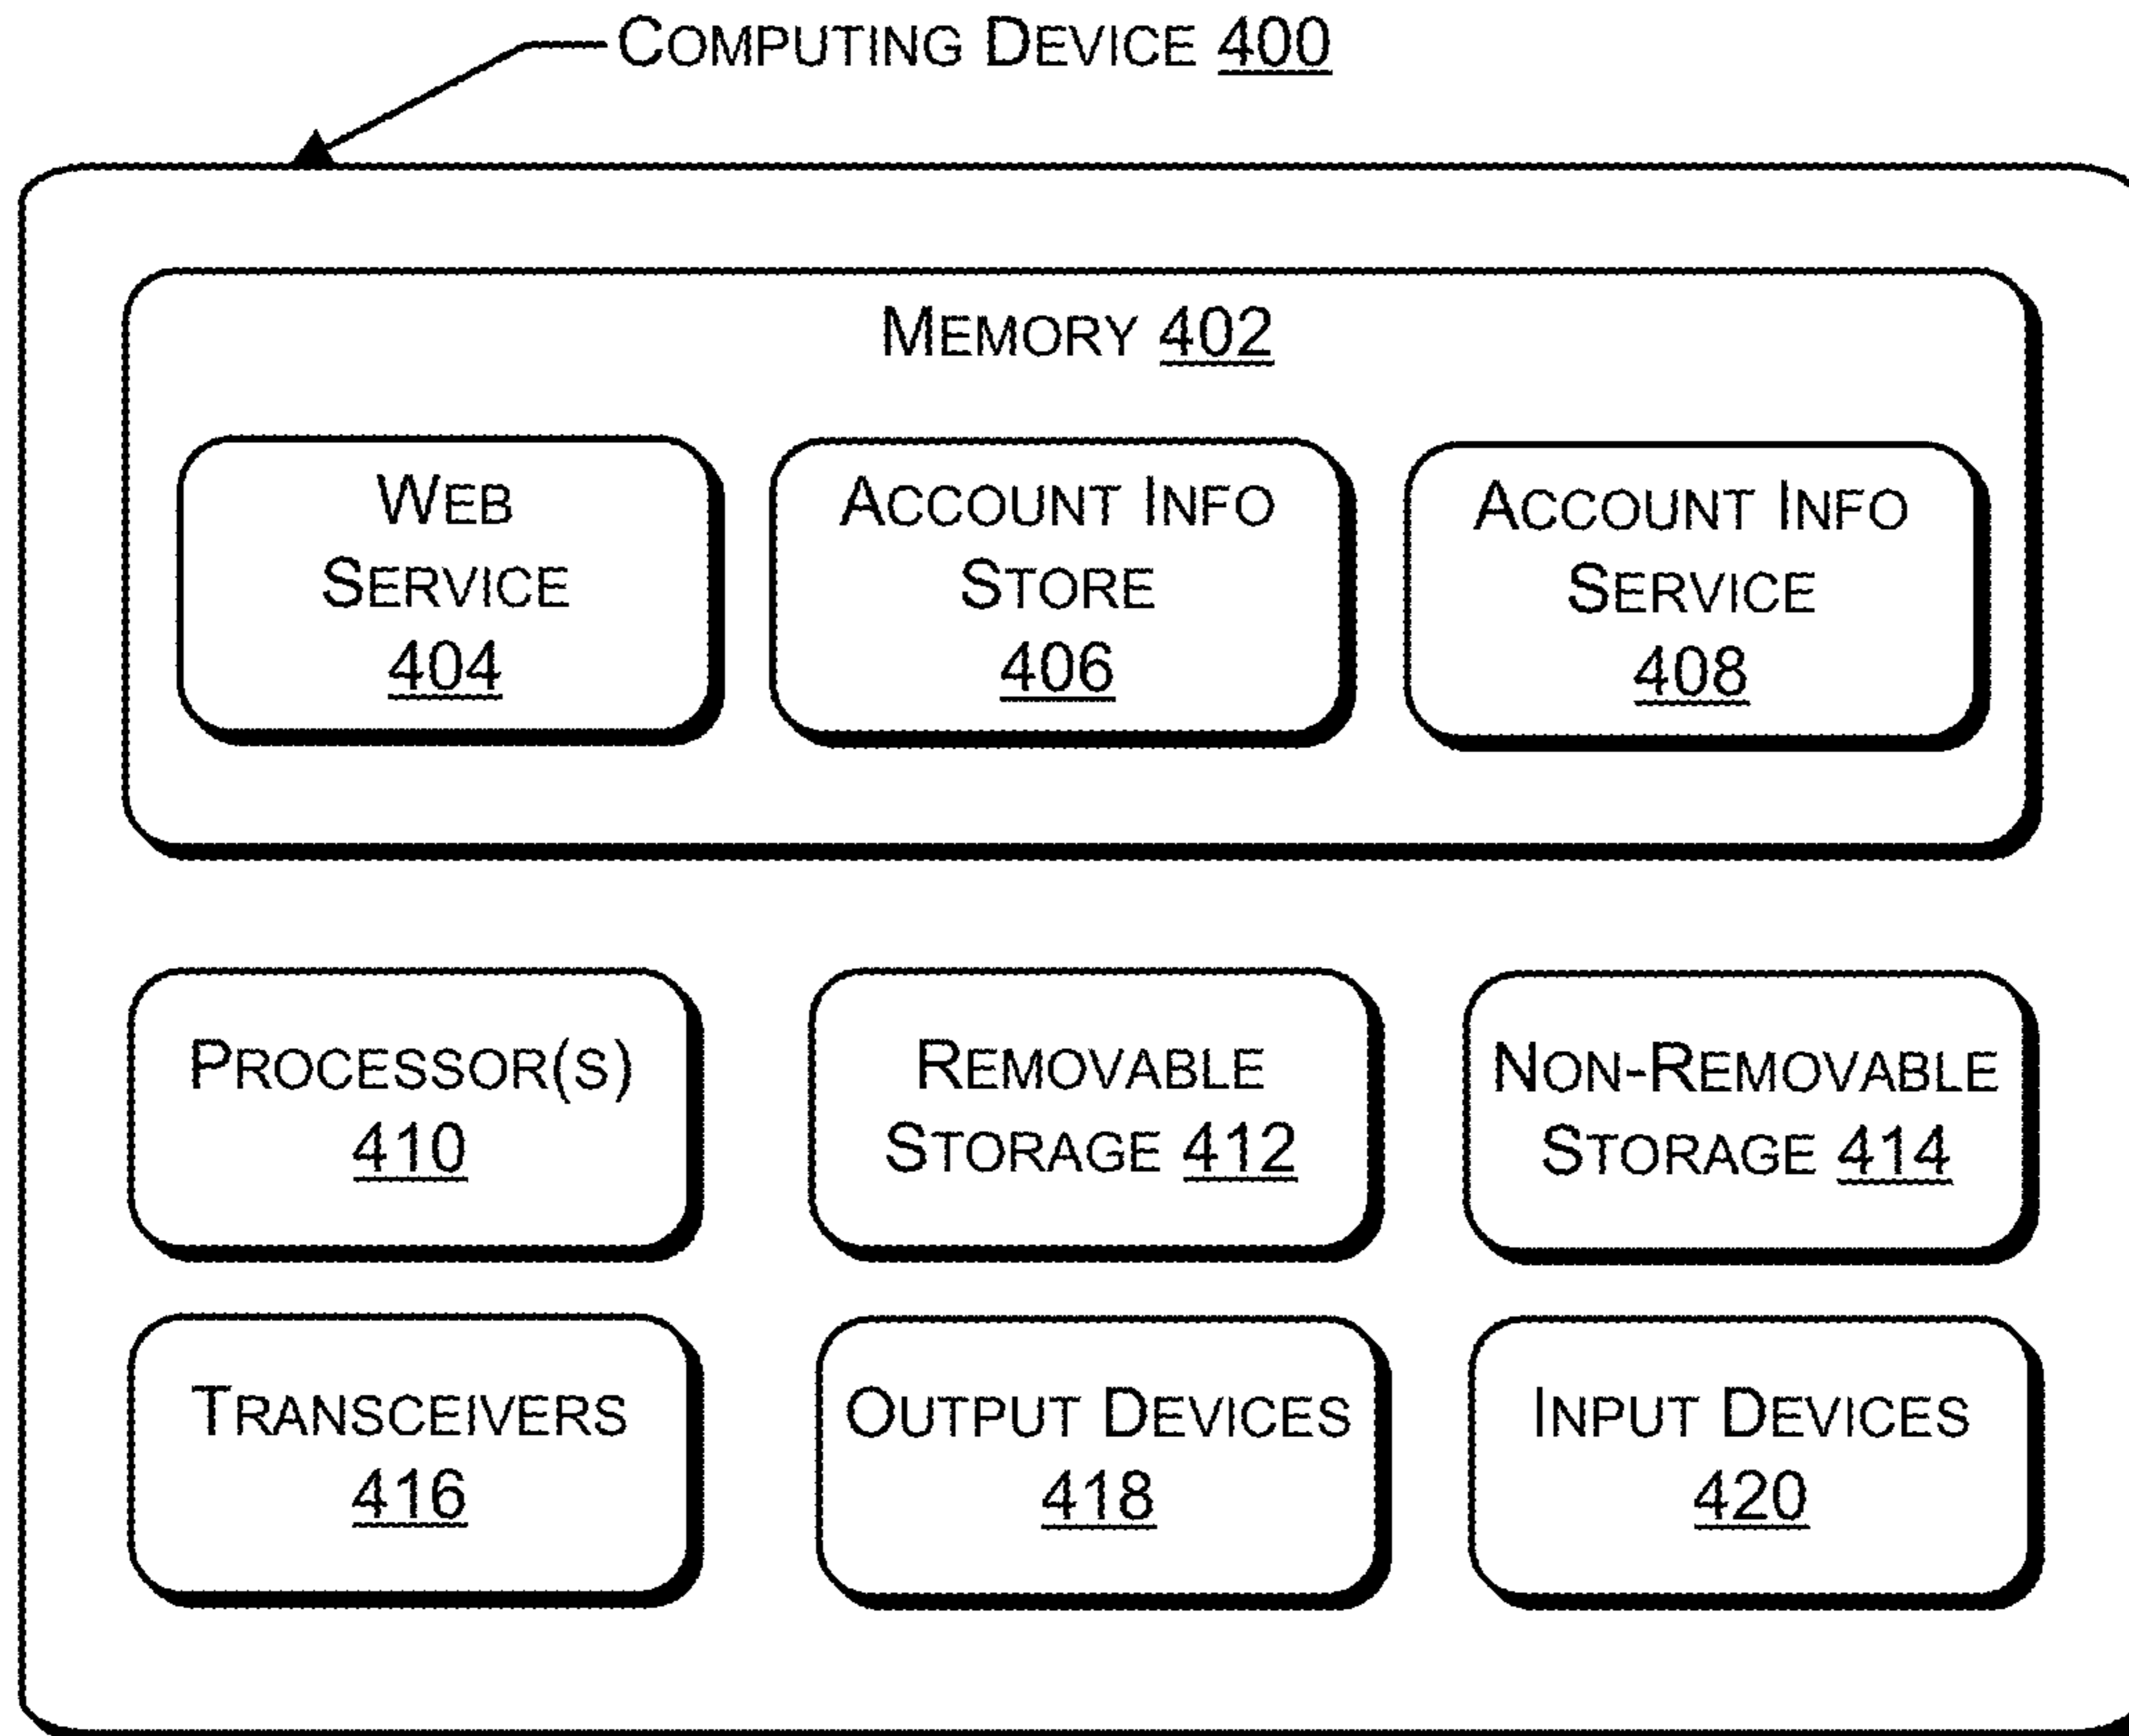 COMPUTING DEVICE 400
MEMORY 402
WEB
SERVICE
404
ACCOUNT INFO
STORE
406
ACCOUNT INFO
SERVICE
408
PROCESSOR(S)
410
REMOVABLE
STORAGE 412
NON-REMOVABLE
STORAGE 414
TRANSCEIVERS
416
OUTPUT DEVICES
418
INPUT DEVICES
420